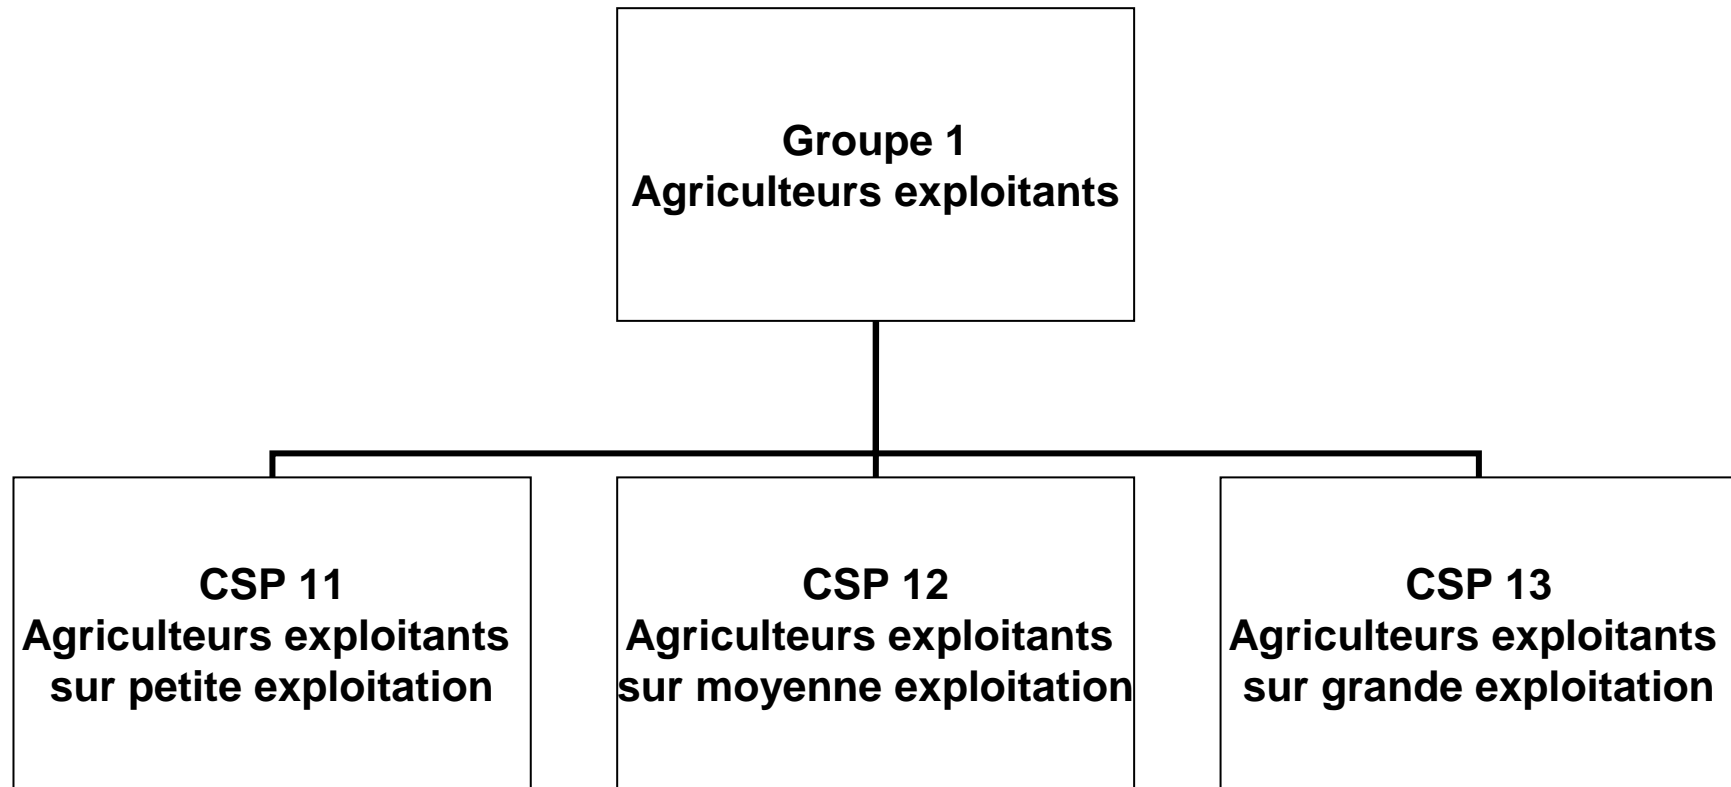 Groupe 1
Agriculteurs exploitants
CSP 11
Agriculteurs exploitants
sur petite exploitation
CSP 12
Agriculteurs exploitants
sur moyenne exploitation
CSP 13
Agriculteurs exploitants
sur grande exploitation